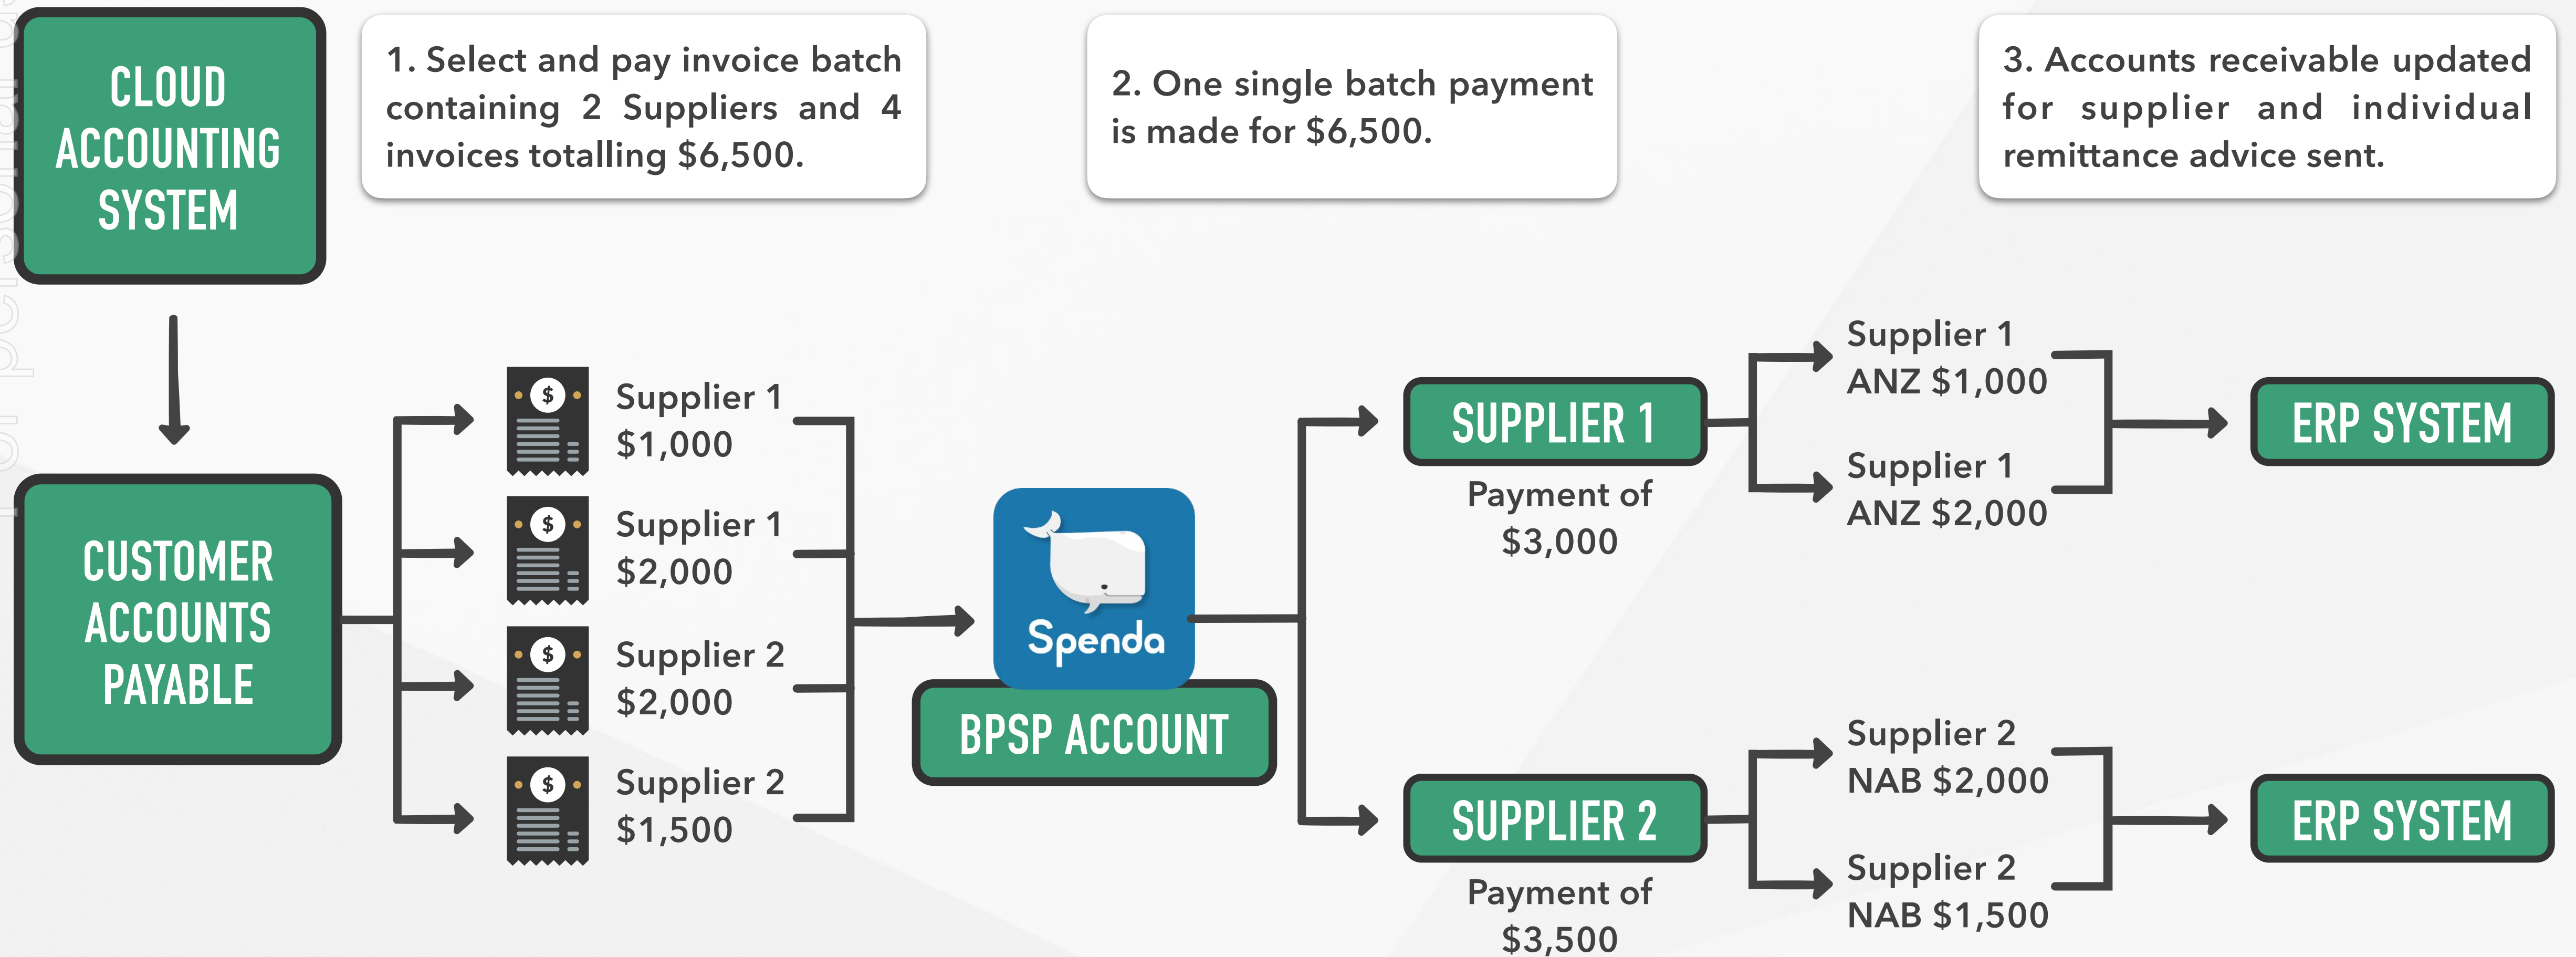 CLOUD
ACCOUNTING
SYSTEM
1. Select and pay invoice batch
containing 2 Suppliers and 4
invoices totalling $6,500.
2. One single batch payment
is made for $6,500.
3. Accounts receivable updated
for supplier and individual
remittance advice sent.
CUSTOMER
ACCOUNTS
PAYABLE
$
Supplier 1
$1,000
$
Supplier 1
$2,000
$
Supplier 2
$2,000
$
Supplier 2
$1,500
Spenda
BPSP ACCOUNT
SUPPLIER 1
Payment of
$3,000
Supplier 1
ANZ $1,000
Supplier 1
ANZ $2,000
ERP SYSTEM
SUPPLIER 2
Payment of
$3,500
Supplier 2
NAB $2,000
Supplier 2
NAB $1,500
ERP SYSTEM
personal